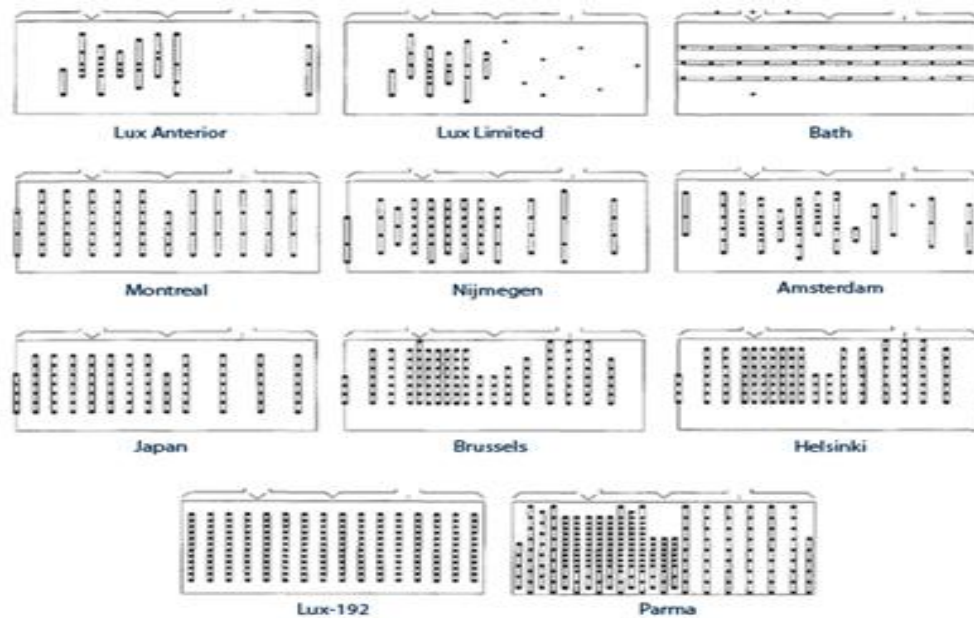 Lux Anterior
Lux Limited
Bath
Montreal
Nijmegen
Amsterdam
Japan
Brussels
Helsinki
Lux-192
Parma